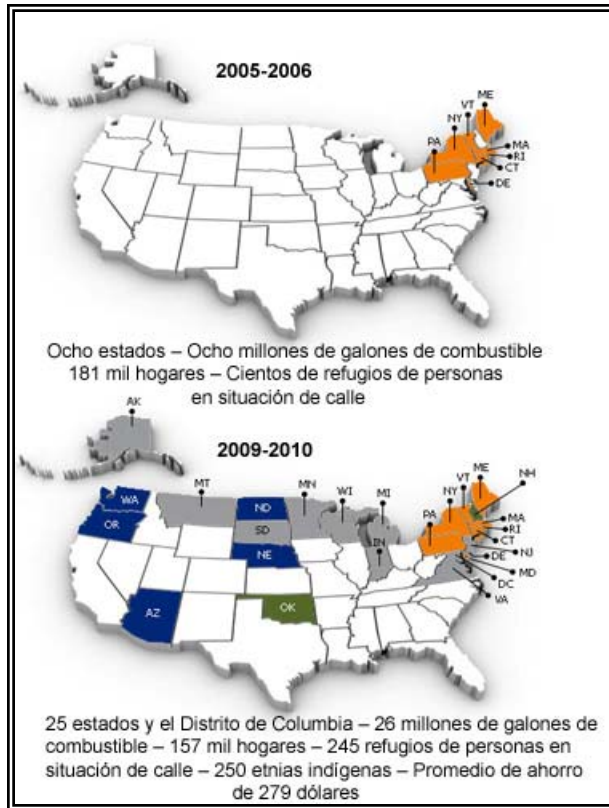 2005-2006
ME
VT
NY
MA
RI
PA
CT
DE
Ocho estados – Ocho millones de galones de combustible
181 mil hogares – Cientos de refugios de personas
en situación de calle
AK
2009-2010
WA
OR
MT
ND
SD
NE
MN
WI
MI
IN
AZ
OK
ME
VT
NH
NY
MA
RI
PA
CT
NJ
DE
MD
DC
VA
25 estados y el Distrito de Columbia – 26 millones de galones de
combustible – 157 mil hogares – 245 refugios de personas en
situación de calle – 250 etnias indígenas – Promedio de ahorro
de 279 dólares